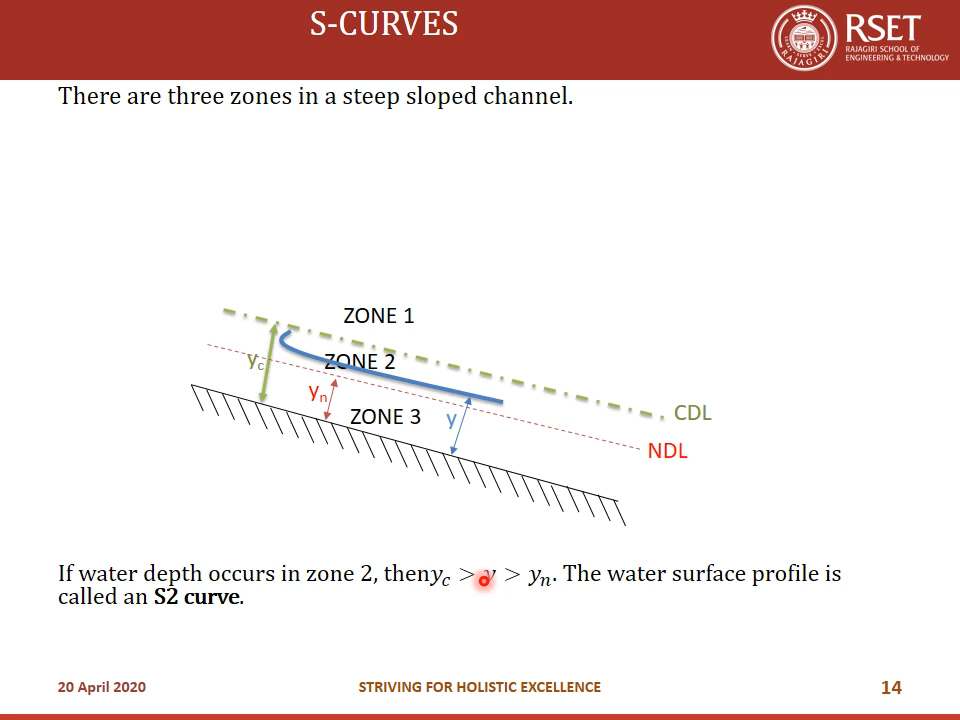 S-CURVES
RSET
RAJAGIRI SCHOOL OF
ENGINEERING & TECHNOLOGY
RAJAGIRI
There are three zones in a steep sloped channel.
ZONE 1
ZONE 2
yc
yn
ZONE 3
y
CDL
NDL
If water depth occurs in zone 2, thenyc > y > yn. The water surface profile is
called an S2 curve.
20 April 2020
STRIVING FOR HOLISTIC EXCELLENCE
14